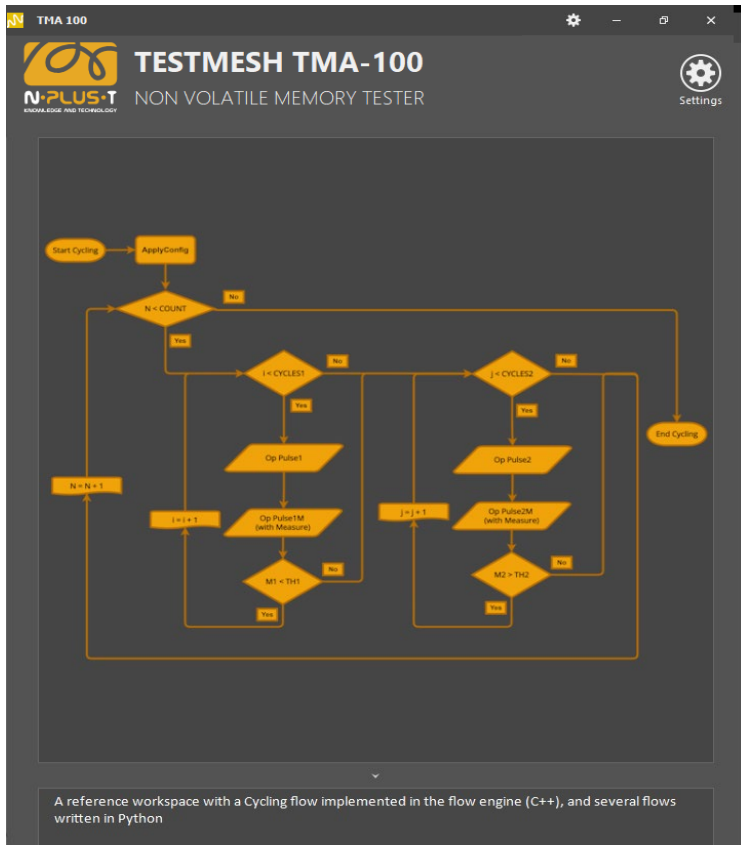 TMA 100
TESTMESH TMA-100
N·PLUS·T
KNOWLEDGE AND TECHNOLOGY
NON VOLATILE MEMORY TESTER
Settings
Start Cycling
ApplyConfig
N < COUNT
No
Yes
i < CYCLES1
No
j < CYCLES2
No
Yes
Yes
End Cycling
Op Pulse1
Op Pulse2
N = N + 1
i = i + 1
Op Pulse1M
(with Measure)
j = j + 1
Op Pulse2M
(with Measure)
M1 < TH1
No
M2 > TH2
No
Yes
Yes
A reference workspace with a Cycling flow implemented in the flow engine (C++), and several flows
written in Python